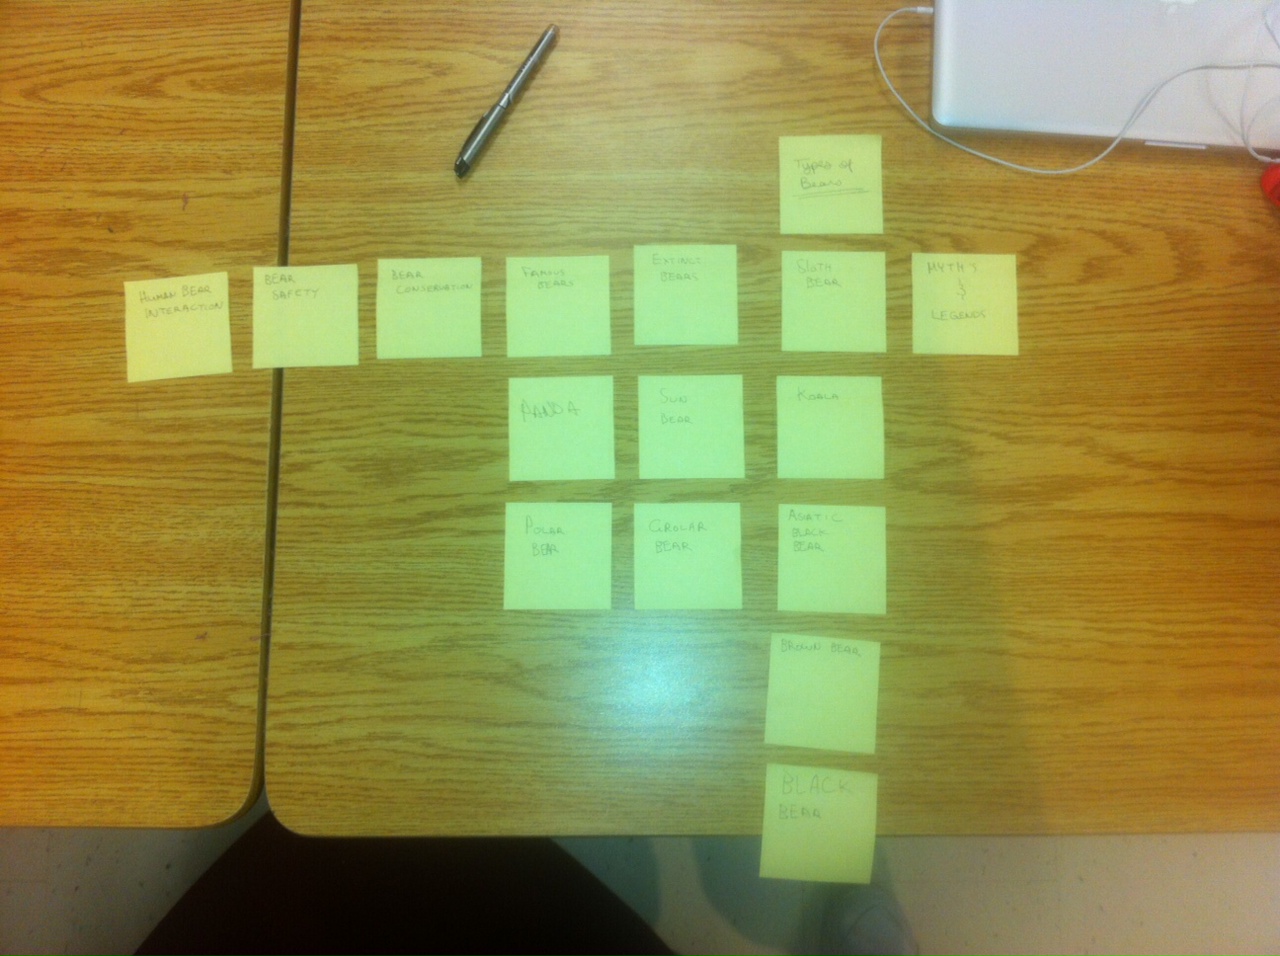 Types of
Bears
HUMAN BEAR
INTERACTION
BEAR
SAFETY
BEAR
CONSERVATION
FAMOUS
BEARS
EXTINCT
BEARS
SLOTH
BEAR
MYTHS
&
LEGENDS
PANDA
SUN
BEAR
KOALA
POLAR
BEAR
GROLAR
BEAR
ASIATIC
BLACK
BEAR
BROWN BEAR
BLACK
BEAR